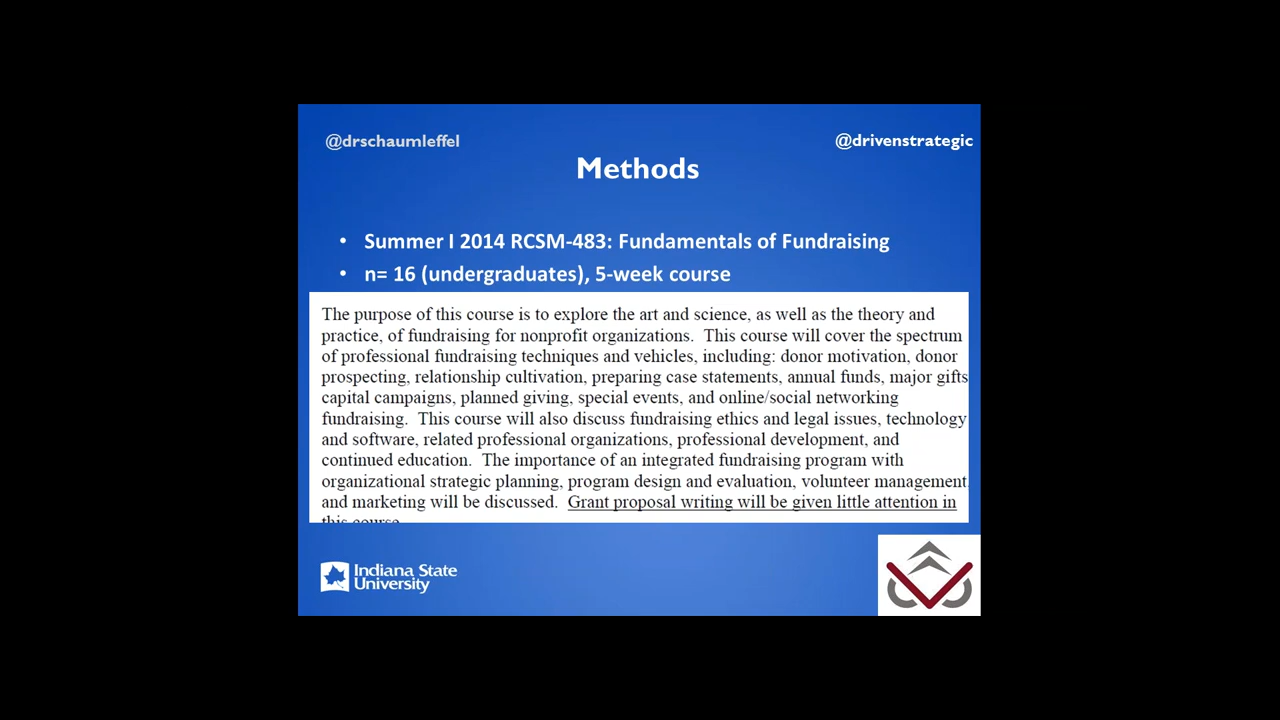 @drschaumleffel
@drivenstrategic
Methods
• Summer I 2014 RCSM-483: Fundamentals of Fundraising
• n= 16 (undergraduates), 5-week course
The purpose of this course is to explore the art and science, as well as the theory and
practice, of fundraising for nonprofit organizations.  This course will cover the spectrum
of professional fundraising techniques and vehicles, including: donor motivation, donor
prospecting, relationship cultivation, preparing case statements, annual funds, major gifts
capital campaigns, planned giving, special events, and online/social networking
fundraising.  This course will also discuss fundraising ethics and legal issues, technology
and software, related professional organizations, professional development, and
continued education.  The importance of an integrated fundraising program with
organizational strategic planning, program design and evaluation, volunteer management,
and marketing will be discussed.  Grant proposal writing will be given little attention in
this course
Indiana State
University